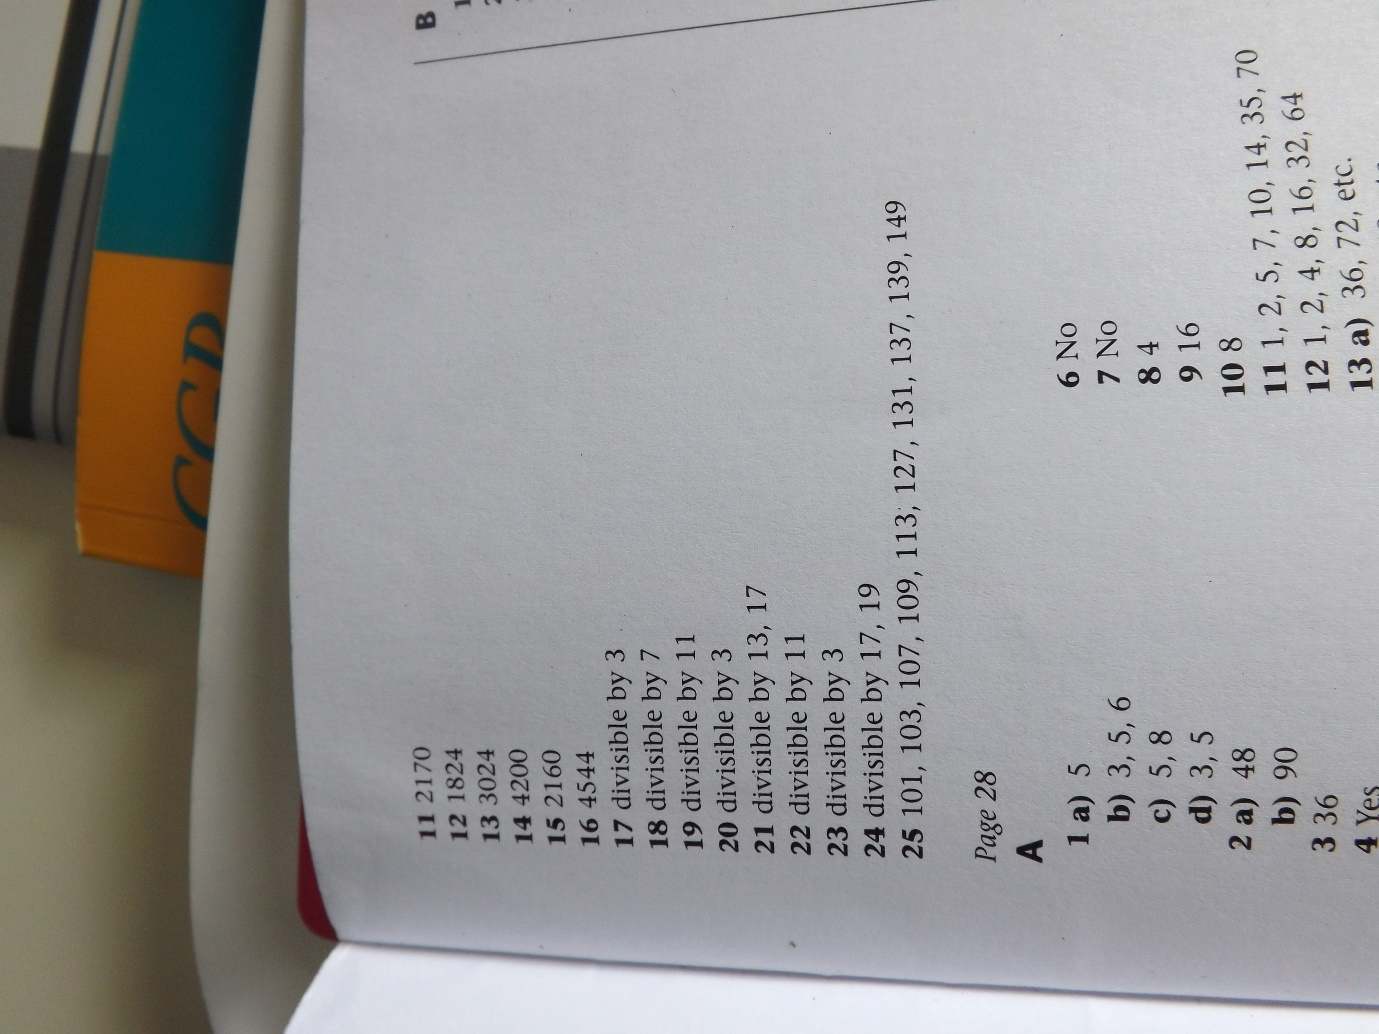 CGP
B
11 2170
12 1824
13 3024
14 4200
15 2160
16 4544
17 divisible by 3
18 divisible by 7
19 divisible by 11
20 divisible by 3
21 divisible by 13, 17
22 divisible by 11
23 divisible by 3
24 divisible by 17, 19
25 101, 103, 107, 109, 113, 127, 131, 137, 139, 149
Page 28
A
1 a) 5
b) 3, 5, 6
c) 5, 8
d) 3, 5
2 a) 48
b) 90
3 36
4 Yes
6 No
7 No
8 4
9 16
10 8
11 1, 2, 5, 7, 10, 14, 35, 70
12 1, 2, 4, 8, 16, 32, 64
13 a) 36, 72, etc.